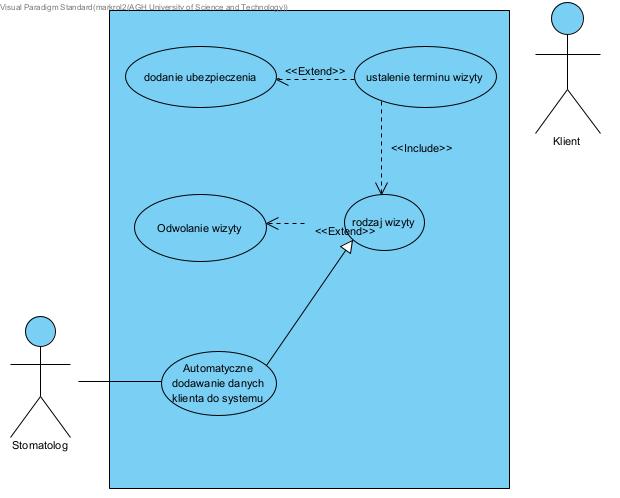 Visual Paradigm Standard(markrol2(AGH University of Science and Technology))
dodanie ubezpieczenia
<<Extend>>
ustalenie terminu wizyty
Klient
<<Include>>
Odwolanie wizyty
rodzaj wizyty
<<Extend>>
Automatyczne
dodawanie danych
klienta do systemu
Stomatolog